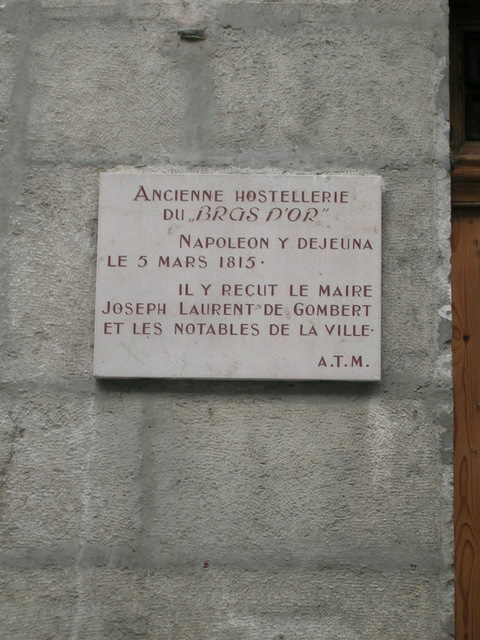 ANCIENNE HOSTELLERIE
DU „BRAS D'OR"
NAPOLEON Y DEJEUNA
LE 5 MARS 1815.
IL Y REÇUT LE MAIRE
JOSEPH LAURENT DE GOMBERT
ET LES NOTABLES DE LA VILLE.
A.T.M.